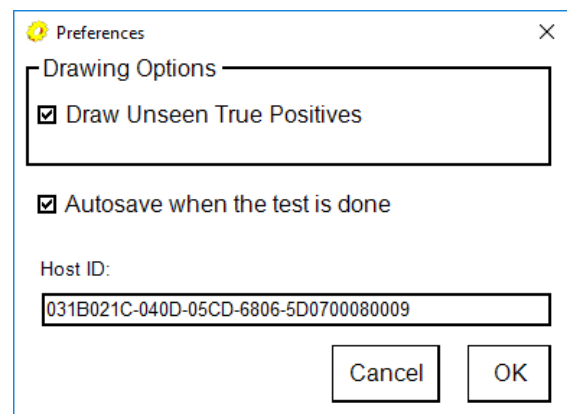 Preferences
Drawing Options
Draw Unseen True Positives
Autosave when the test is done
Host ID:
031B021C-040D-05CD-6806-5D0700080009
Cancel OK